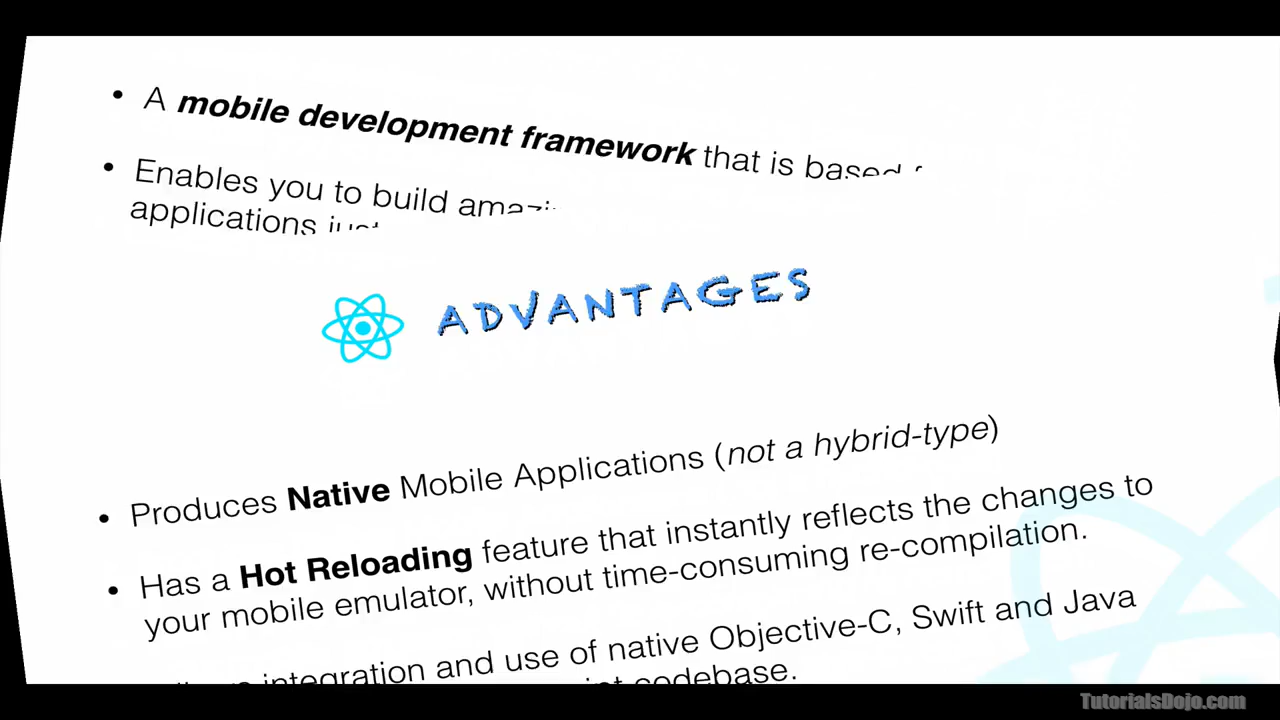 • A mobile development framework that is based
• Enables you to build
applications
ADVANTAGES
• Produces Native Mobile Applications (not a hybrid-type)
• Has a Hot Reloading feature that instantly reflects the changes to
your mobile emulator, without time-consuming re-compilation.
integration and use of native Objective-C, Swift and Java
codebase.
TutorialsDojo.com